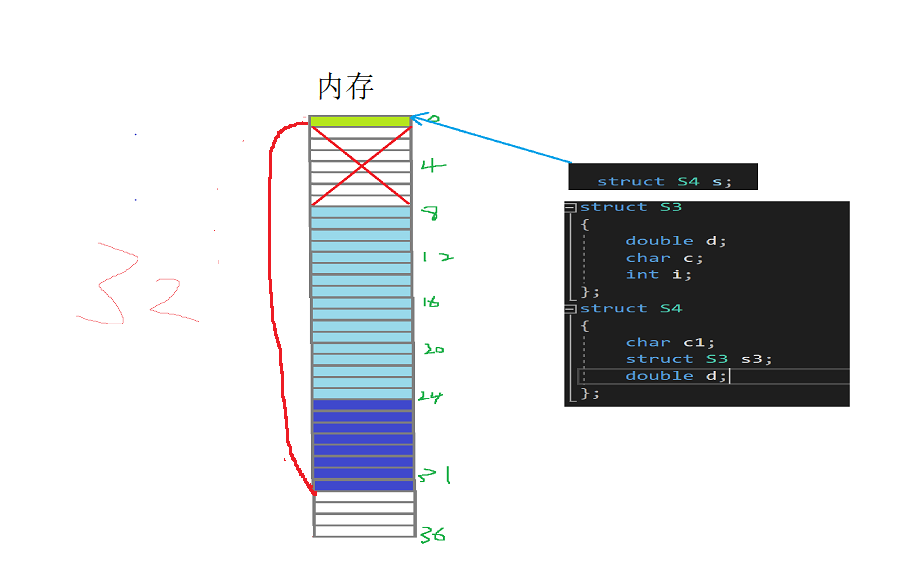 内存
0
4
8
12
16
20
24
31
36
32
struct S4 s;
struct S3
{
double d;
char c;
int i;
};
struct S4
{
char c1;
struct S3 s3;
double d;
};